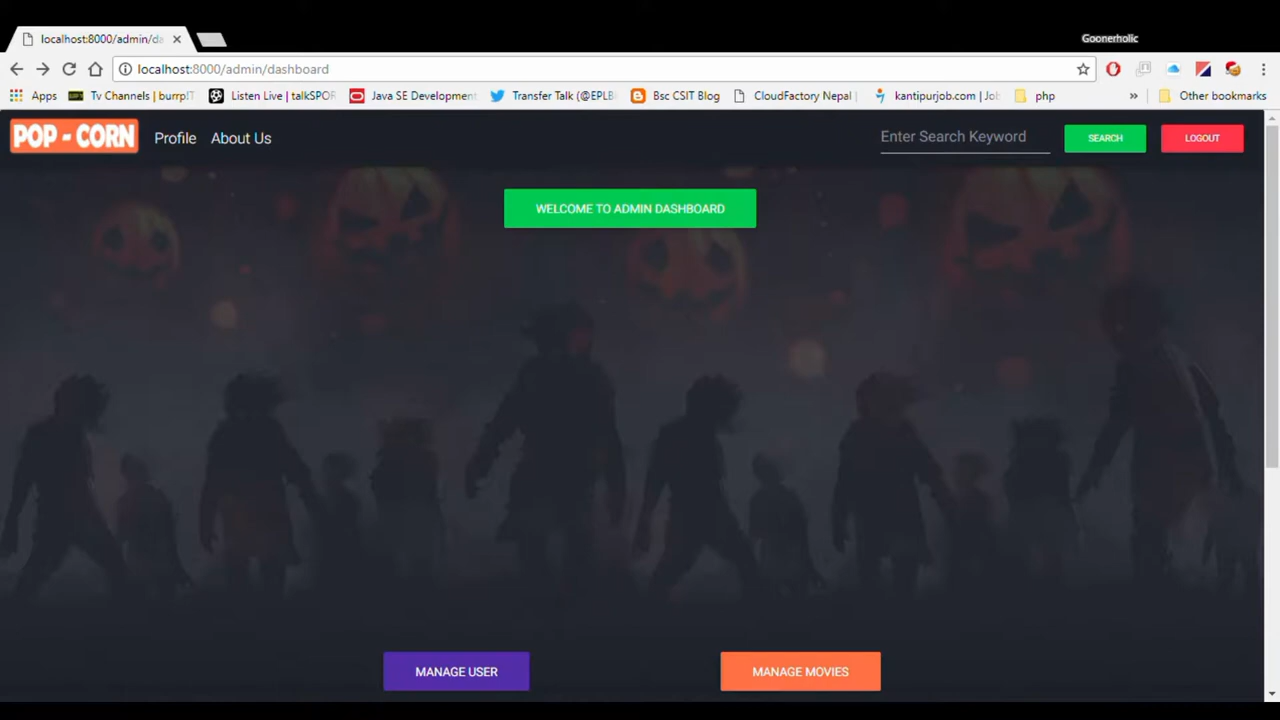 localhost:8000/admin/da
Goonerholic
localhost:8000/admin/dashboard
Apps
Tv Channels | burrp!T
Listen Live | talkSPOR
Java SE Development
Transfer Talk (@EPLB
Bsc CSIT Blog
CloudFactory Nepal |
kantipurjob.com | Jo
php
»
Other bookmarks
POP - CORN
Profile
About Us
Enter Search Keyword
SEARCH
LOGOUT
WELCOME TO ADMIN DASHBOARD
MANAGE USER
MANAGE MOVIES